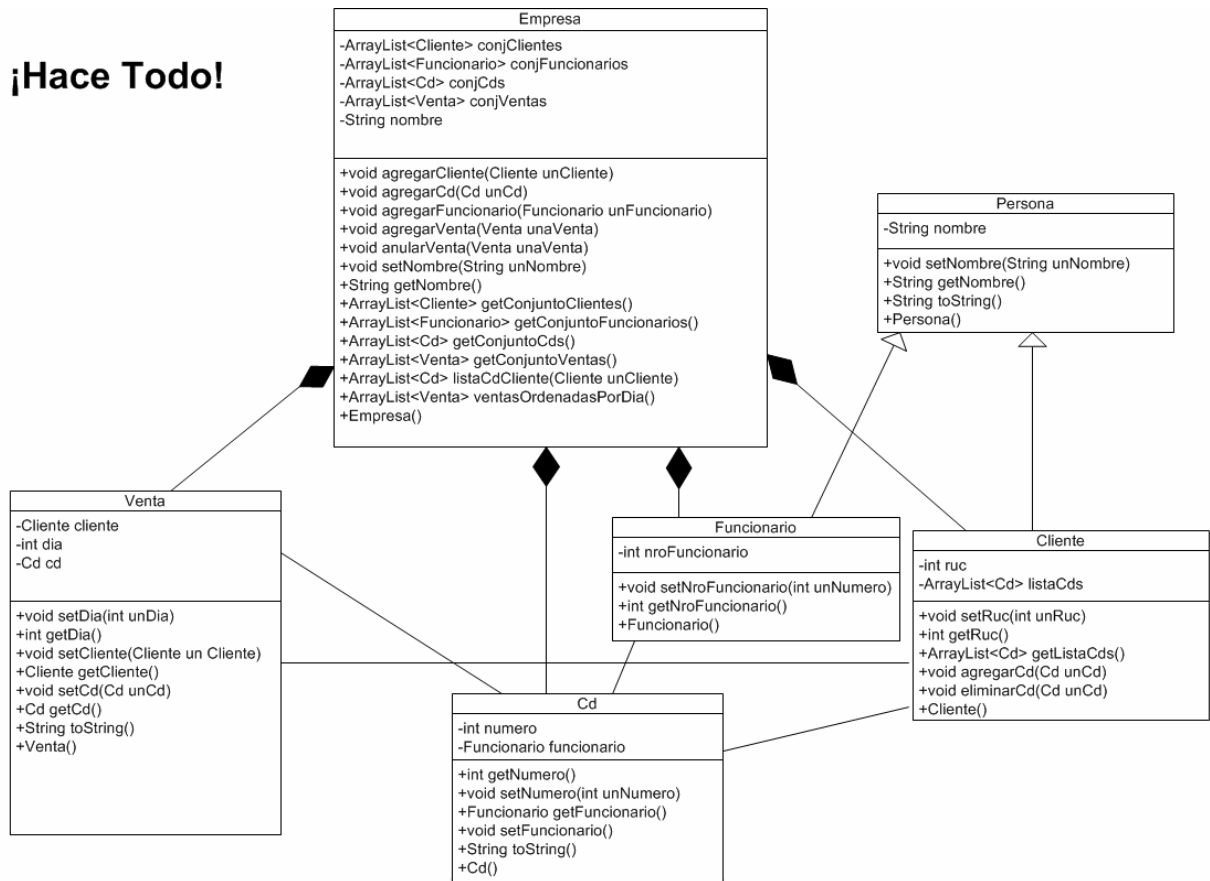 ¡Hace Todo!
Empresa
-ArrayList<Cliente> conjClientes
-ArrayList<Funcionario> conjFuncionarios
-ArrayList<Cd> conjCds
-ArrayList<Venta> conjVentas
-String nombre
+void agregarCliente(Cliente unCliente)
+void agregarCd(Cd unCd)
+void agregarFuncionario(Funcionario unFuncionario)
+void agregarVenta(Venta unaVenta)
+void anularVenta(Venta unaVenta)
+void setNombre(String unNombre)
+String getNombre()
+ArrayList<Cliente> getConjuntoClientes()
+ArrayList<Funcionario> getConjuntoFuncionarios()
+ArrayList<Cd> getConjuntoCds()
+ArrayList<Venta> getConjuntoVentas()
+ArrayList<Cd> listaCdCliente(Cliente unCliente)
+ArrayList<Venta> ventasOrdenadasPorDia()
+Empresa()
Persona
-String nombre
+void setNombre(String unNombre)
+String getNombre()
+String toString()
+Persona()
Venta
-Cliente cliente
-int dia
-Cd cd
+void setDia(int unDia)
+int getDia()
+void setCliente(Cliente un Cliente)
+Cliente getCliente()
+void setCd(Cd unCd)
+Cd getCd()
+String toString()
+Venta()
Funcionario
-int nroFuncionario
+void setNroFuncionario(int unNumero)
+int getNroFuncionario()
+Funcionario()
Cliente
-int ruc
-ArrayList<Cd> listaCds
+void setRuc(int unRuc)
+int getRuc()
+ArrayList<Cd> getListaCds()
+void agregarCd(Cd unCd)
+void eliminarCd(Cd unCd)
+Cliente()
Cd
-int numero
-Funcionario funcionario
+int getNumero()
+void setNumero(int unNumero)
+Funcionario getFuncionario()
+void setFuncionario()
+String toString()
+Cd()